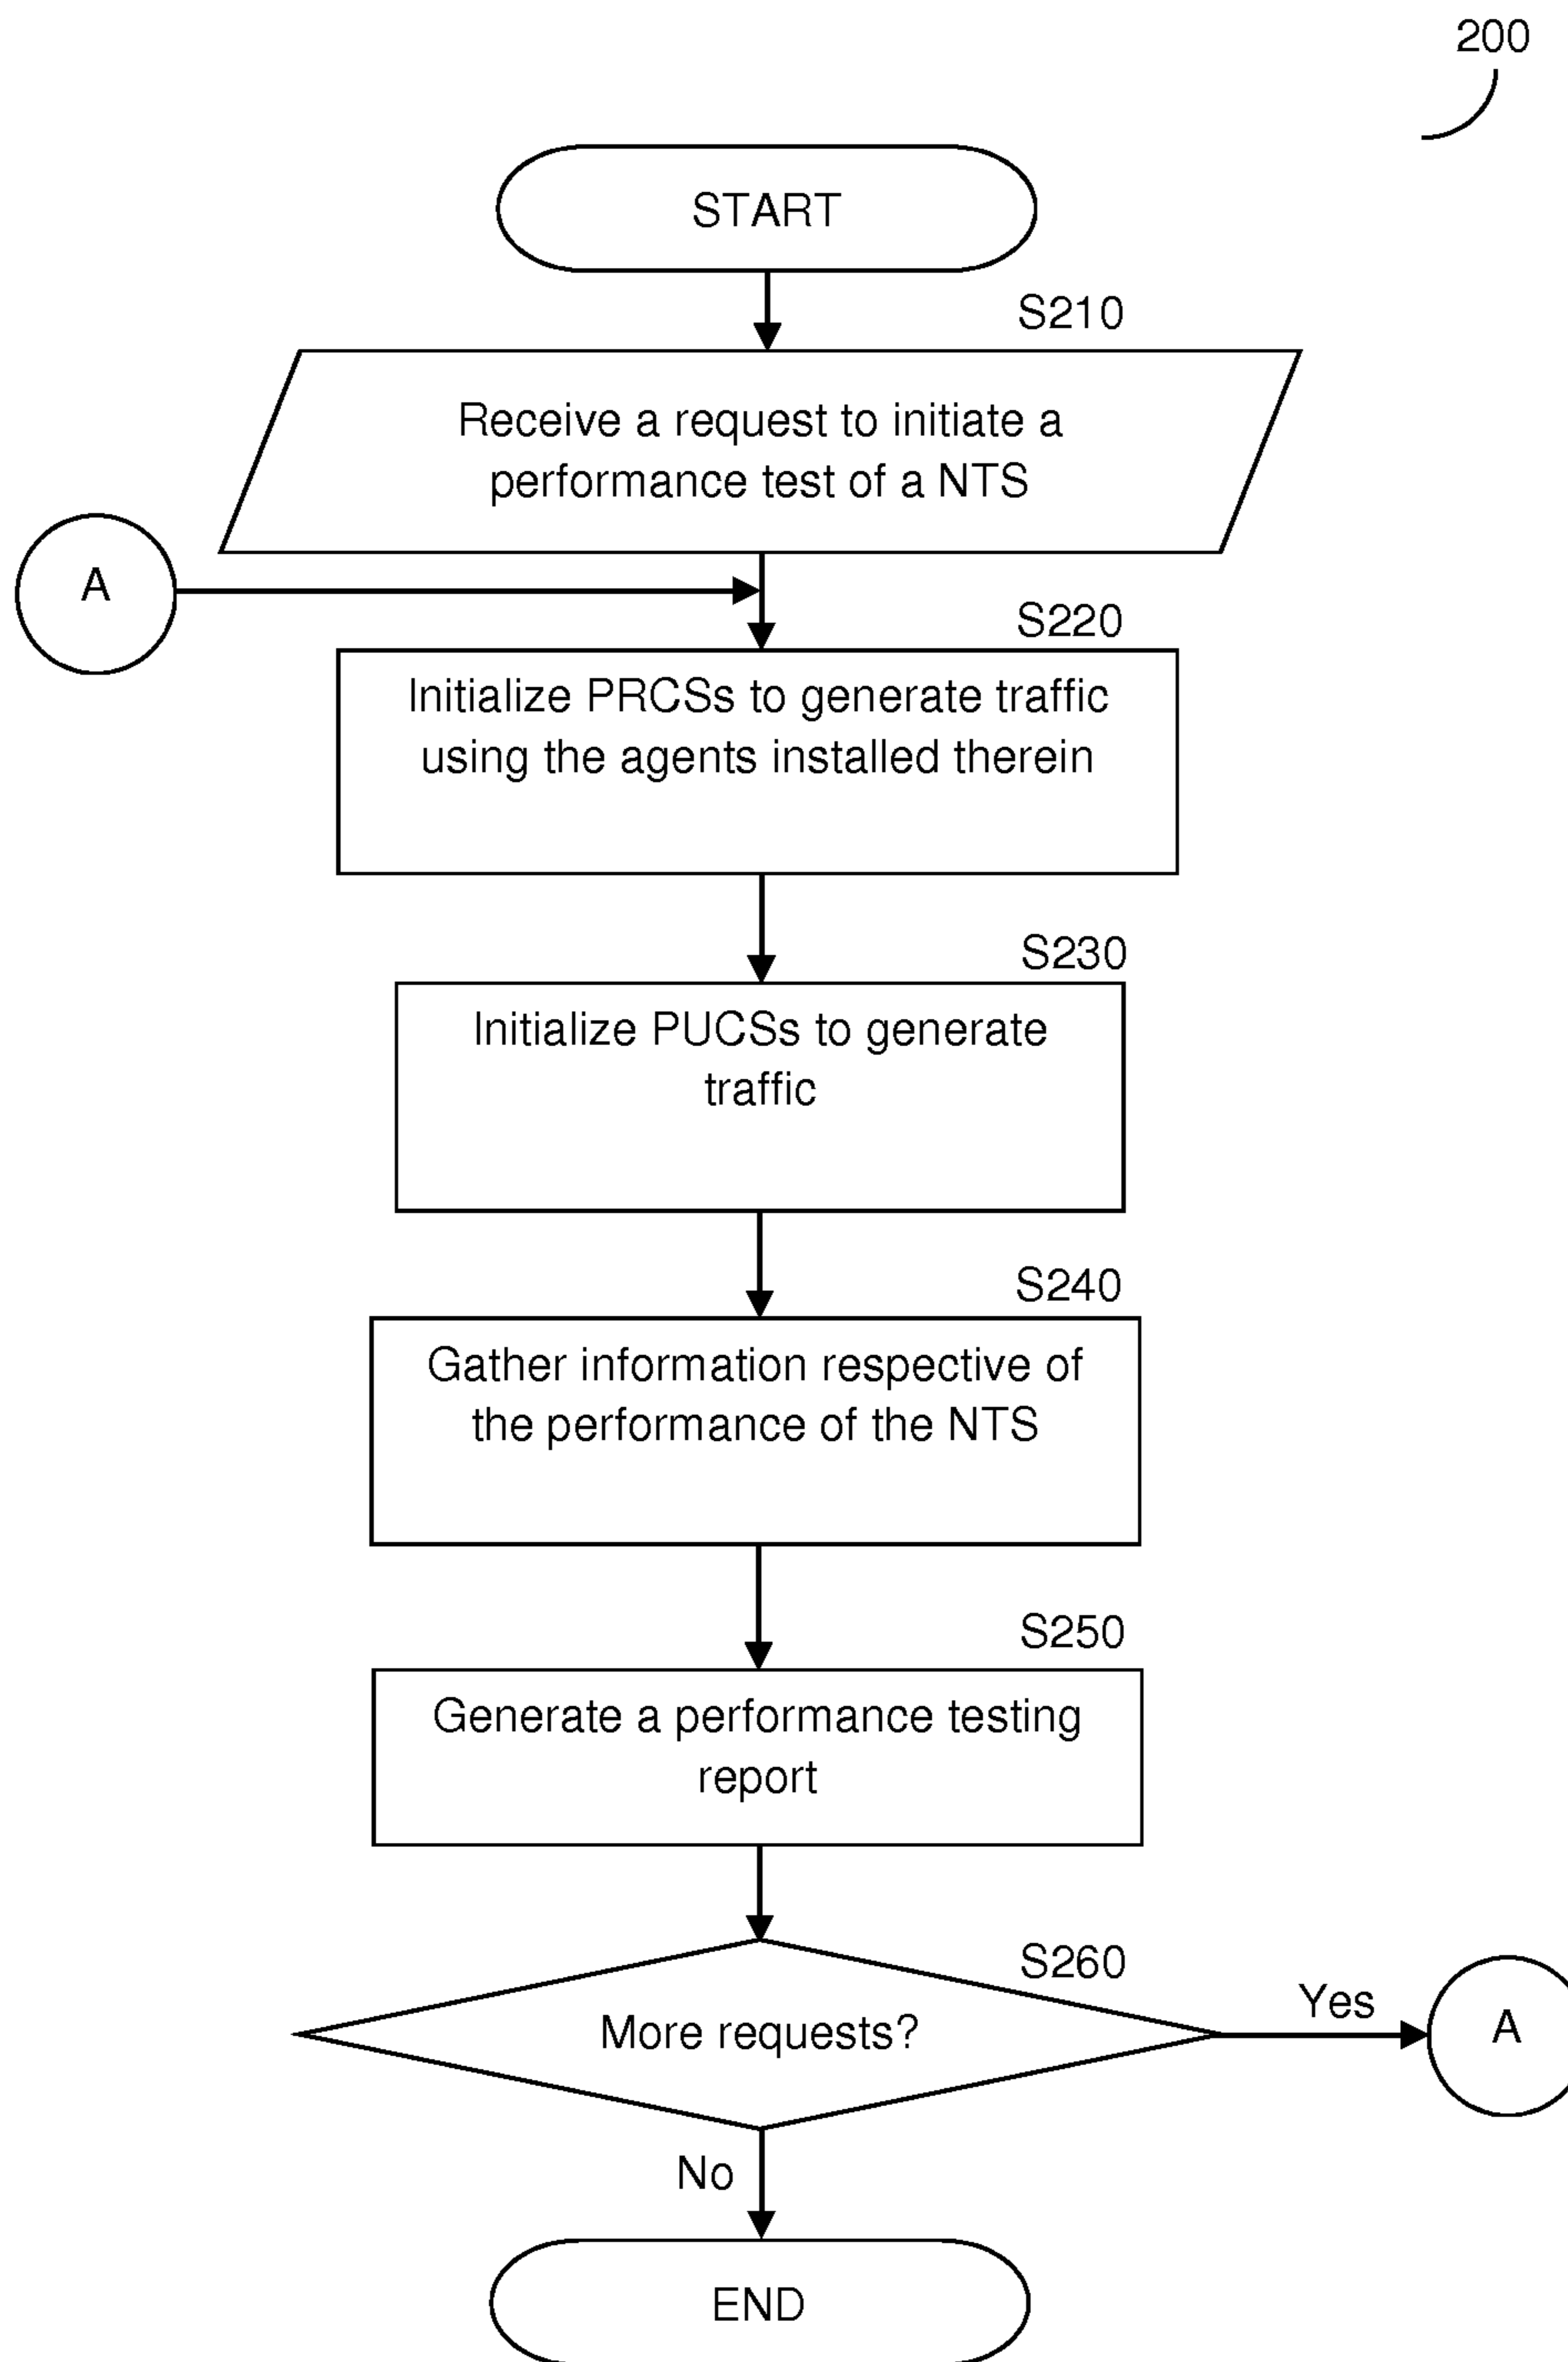 200
START
S210
Receive a request to initiate a
performance test of a NTS
A
S220
Initialize PRCSs to generate traffic
using the agents installed therein
S230
Initialize PUCSs to generate
traffic
S240
Gather information respective of
the performance of the NTS
S250
Generate a performance testing
report
S260
More requests?
Yes
A
No
END